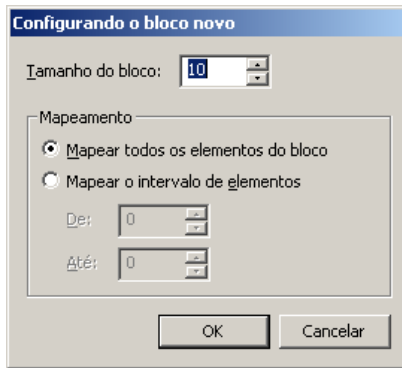 Configurando o bloco novo
Tamanho do bloco: 10
Mapeamento
Mapear todos os elementos do bloco
Mapear o intervalo de elementos
De: 0
Até: 0
OK Cancelar